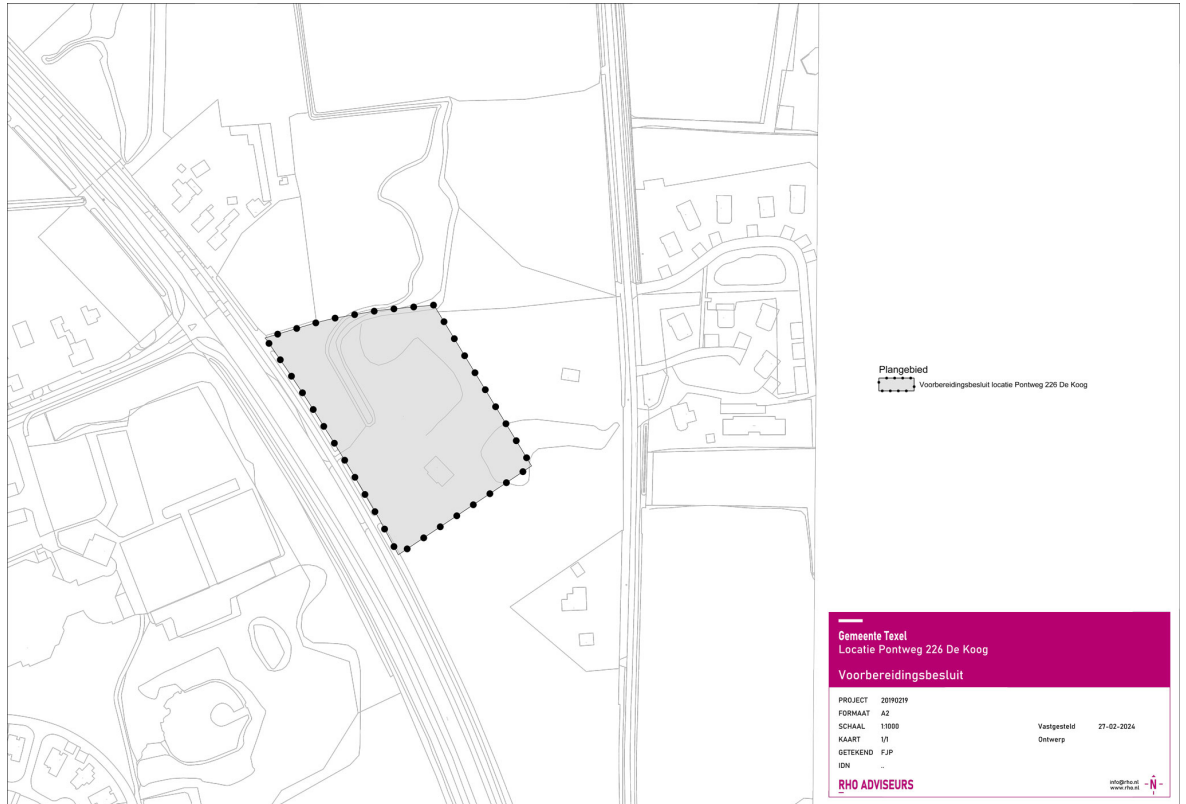 Plangebied
Voorbereidingsbesluit locatie Pontweg 226 De Koog
Gemeente Texel
Locatie Pontweg 226 De Koog
Voorbereidingsbesluit
PROJECT 20190219
FORMAAT A2
SCHAAL 1:1000 Vastgesteld 27-02-2024
KAART 1/1 Ontwerp
GETEKEND FJP
IDN ..
RHO ADVISEURS
info@rho.nl
www.rho.nl
N